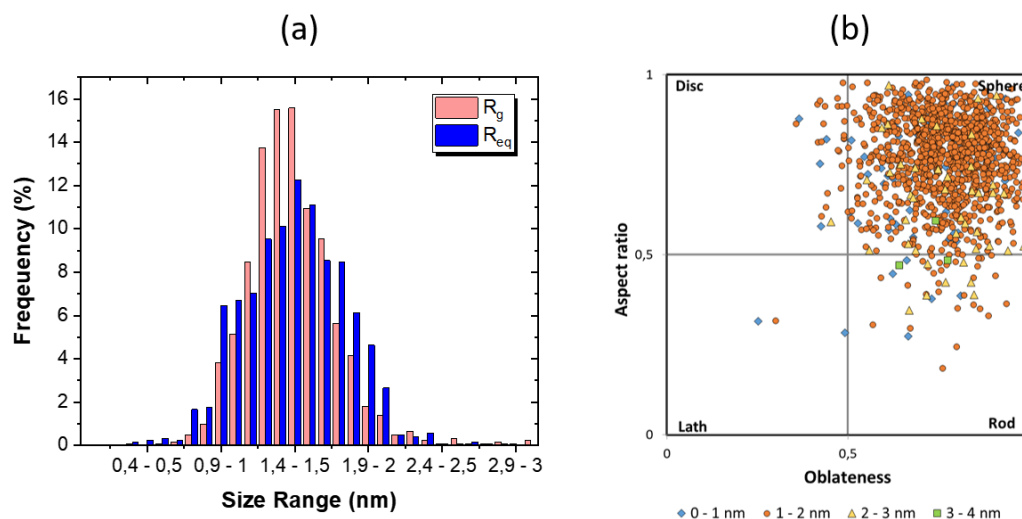 (a)
(b)
16
14
12
10
8
6
4
2
0
Frequency (%)
R_g
R_eq
0,4 - 0,5
0,9 - 1
1,4 - 1,5
1,9 - 2
2,4 - 2,5
2,9 - 3
Size Range (nm)
1
0,5
0
Aspect ratio
Disc
Sphere
Lath
Rod
0
0,5
Oblateness
0 - 1 nm
1 - 2 nm
2 - 3 nm
3 - 4 nm